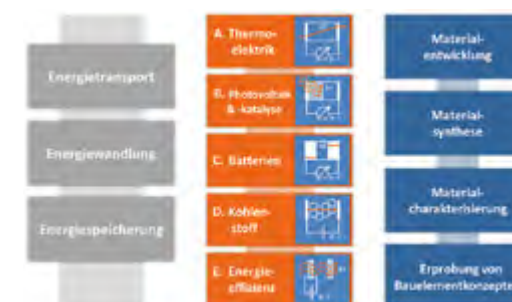 Energietransport
Energiewandlung
Energiespeicherung
A. Thermo-
elektrik
B. Photovoltaik
& -katalyse
C. Batterien
D. Kohlen-
stoff
E. Energie-
effizienz
Material-
entwicklung
Material-
synthese
Material-
charakterisierung
Erprobung von
Bauelementkonzepte